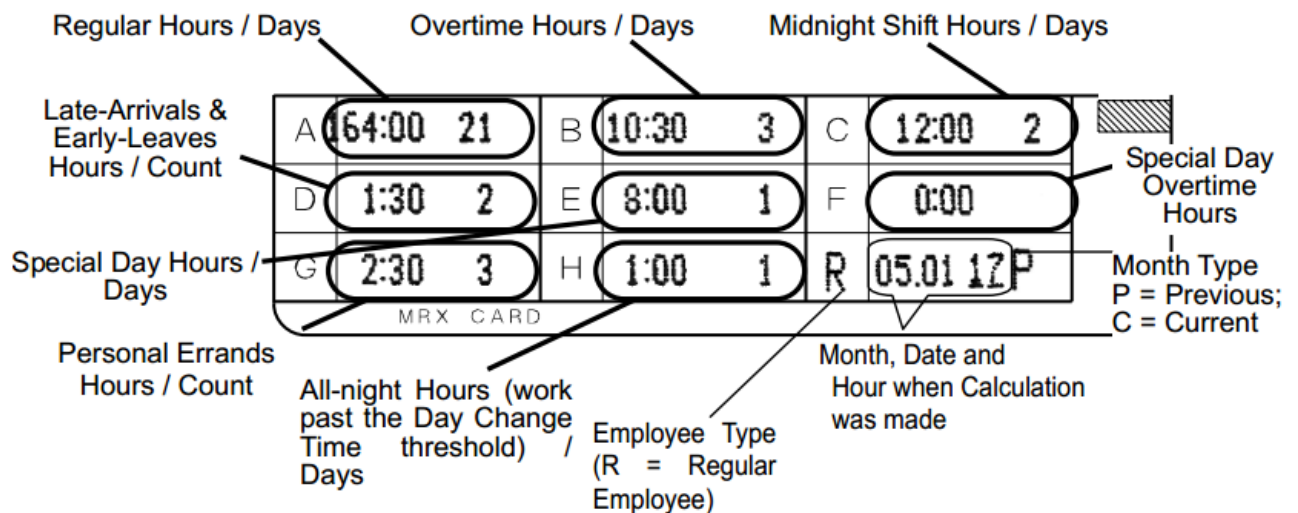 Regular Hours / Days
Overtime Hours / Days
Midnight Shift Hours / Days
Late-Arrivals &
Early-Leaves
Hours / Count
A 164:00 21 B 10:30 3 C 12:00 2
D 1:30 2 E 8:00 1 F 0:00
G 2:30 3 H 1:00 1 R 05.01 17 P
MRX CARD
Special Day
Overtime
Hours
Special Day Hours /
Days
Month Type
P = Previous;
C = Current
Personal Errands
Hours / Count
All-night Hours (work
past the Day Change
Time threshold) /
Days
Employee Type
(R = Regular
Employee)
Month, Date and
Hour when Calculation
was made